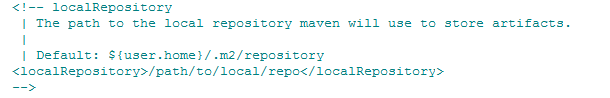 <!-- localRepository
| The path to the local repository maven will use to store artifacts.
|
| Default: ${user.home}/.m2/repository
<localRepository>/path/to/local/repo</localRepository>
-->